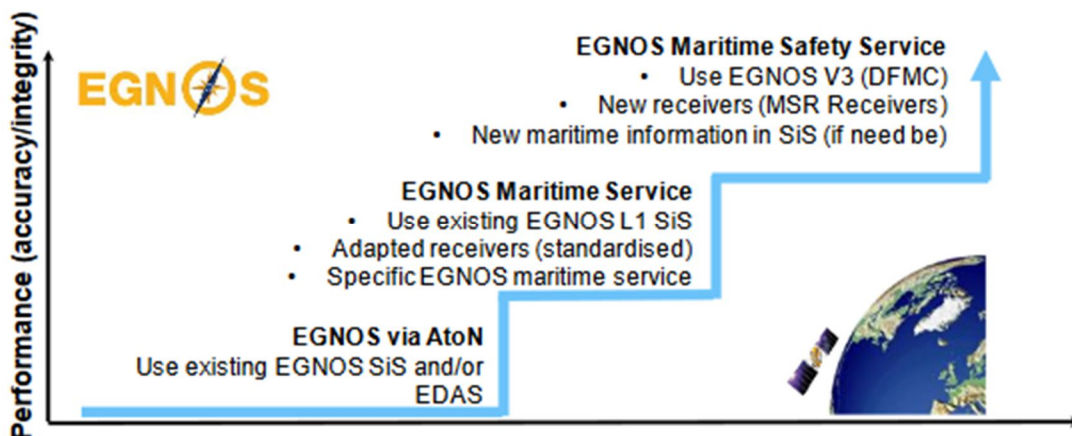 Performance (accuracy/integrity)
EGNOS
EGNOS Maritime Safety Service
• Use EGNOS V3 (DFMC)
• New receivers (MSR Receivers)
• New maritime information in SiS (if need be)
EGNOS Maritime Service
• Use existing EGNOS L1 SiS
• Adapted receivers (standardised)
• Specific EGNOS maritime service
EGNOS via AtoN
Use existing EGNOS SiS and/or
EDAS